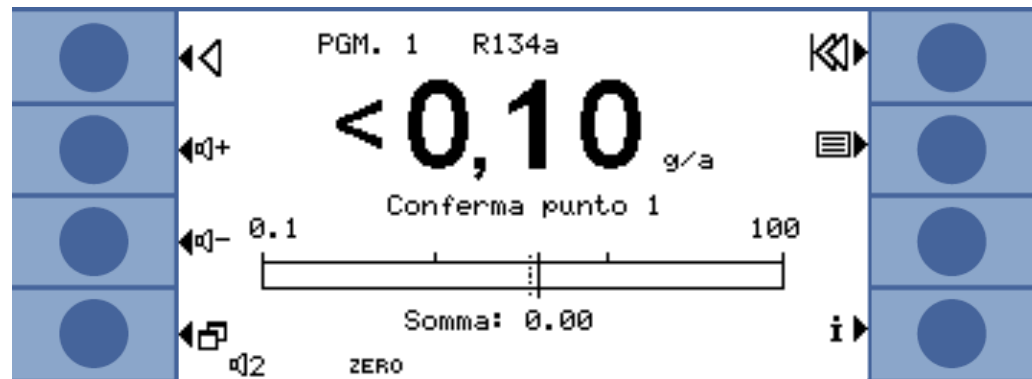 PGM. 1 R134a
<0,10 g/a
Conferma punto 1
0.1 100
Somma: 0.00
i
2 ZERO